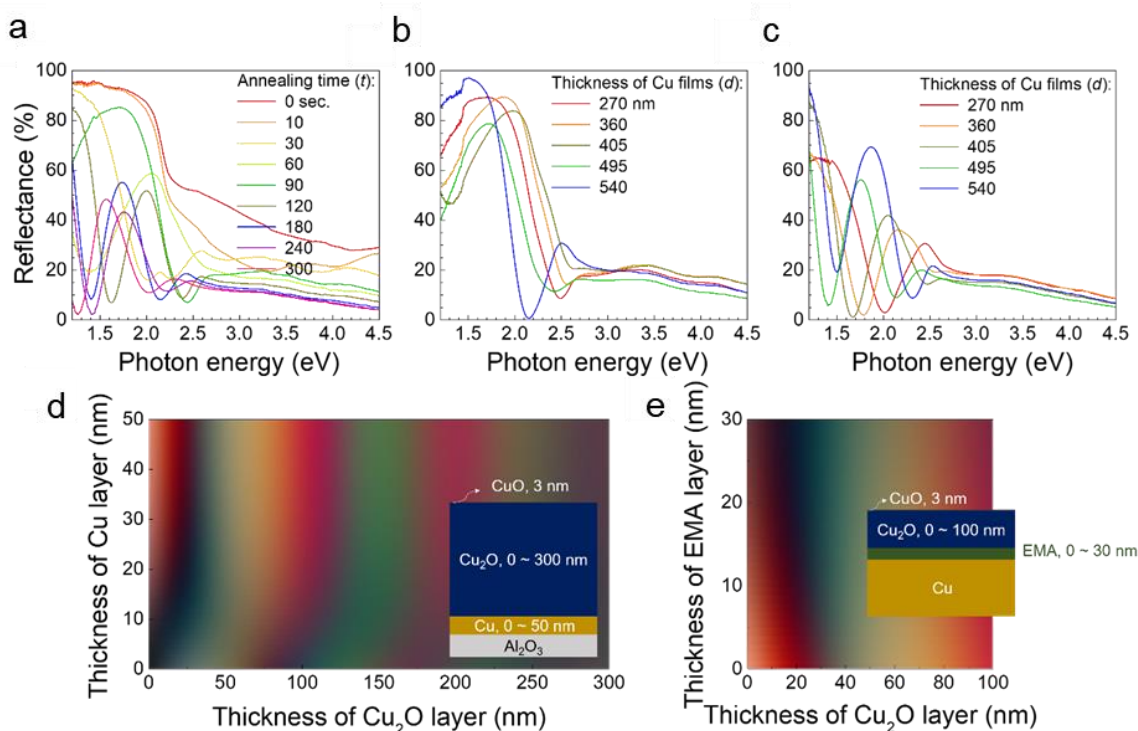 a
b
c
100
80
60
40
20
0
Reflectance (%)
Annealing time (t):
0 sec.
10
30
60
90
120
180
240
300
1.5 2.0 2.5 3.0 3.5 4.0 4.5
Photon energy (eV)
100
80
60
40
20
0
Thickness of Cu films (d):
270 nm
360
405
495
540
1.5 2.0 2.5 3.0 3.5 4.0 4.5
Photon energy (eV)
100
80
60
40
20
0
Thickness of Cu films (d):
270 nm
360
405
495
540
1.5 2.0 2.5 3.0 3.5 4.0 4.5
Photon energy (eV)
d
Thickness of Cu layer (nm)
50
40
30
20
10
0
CuO, 3 nm
Cu₂O, 0 ~ 300 nm
Cu, 0 ~ 50 nm
Al₂O₃
0 50 100 150 200 250 300
Thickness of Cu₂O layer (nm)
e
Thickness of EMA layer (nm)
30
20
10
0
CuO, 3 nm
Cu₂O, 0 ~ 100 nm
EMA, 0 ~ 30 nm
Cu
0 20 40 60 80 100
Thickness of Cu₂O layer (nm)